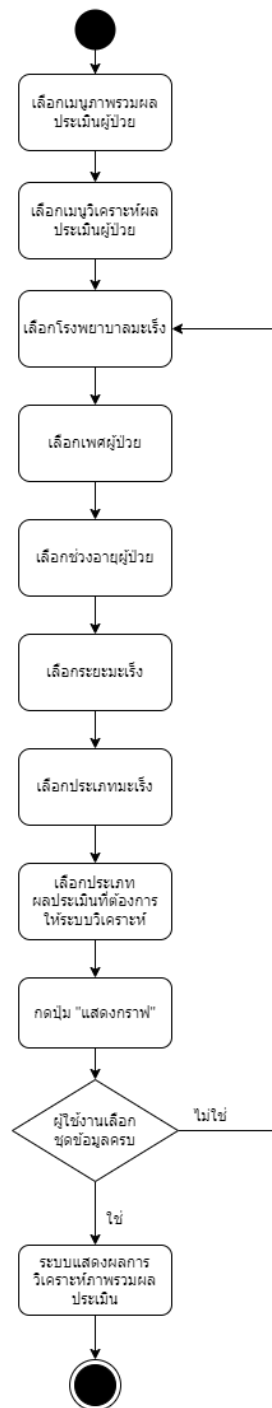 เลือกเมนูภาพรวมผล
ประเมินผู้ป่วย
เลือกเมนูวิเคราะห์ผล
ประเมินผู้ป่วย
เลือกโรงพยาบาลมะเร็ง
เลือกเพศผู้ป่วย
เลือกช่วงอายุผู้ป่วย
เลือกระยะมะเร็ง
เลือกประเภทมะเร็ง
เลือกประเภท
ผลประเมินที่ต้องการ
ให้ระบบวิเคราะห์
กดปุ่ม "แสดงกราฟ"
ผู้ใช้งานเลือก
ชุดข้อมูลครบ
ไม่ใช่
ใช่
ระบบแสดงผลการ
วิเคราะห์ภาพรวมผล
ประเมิน